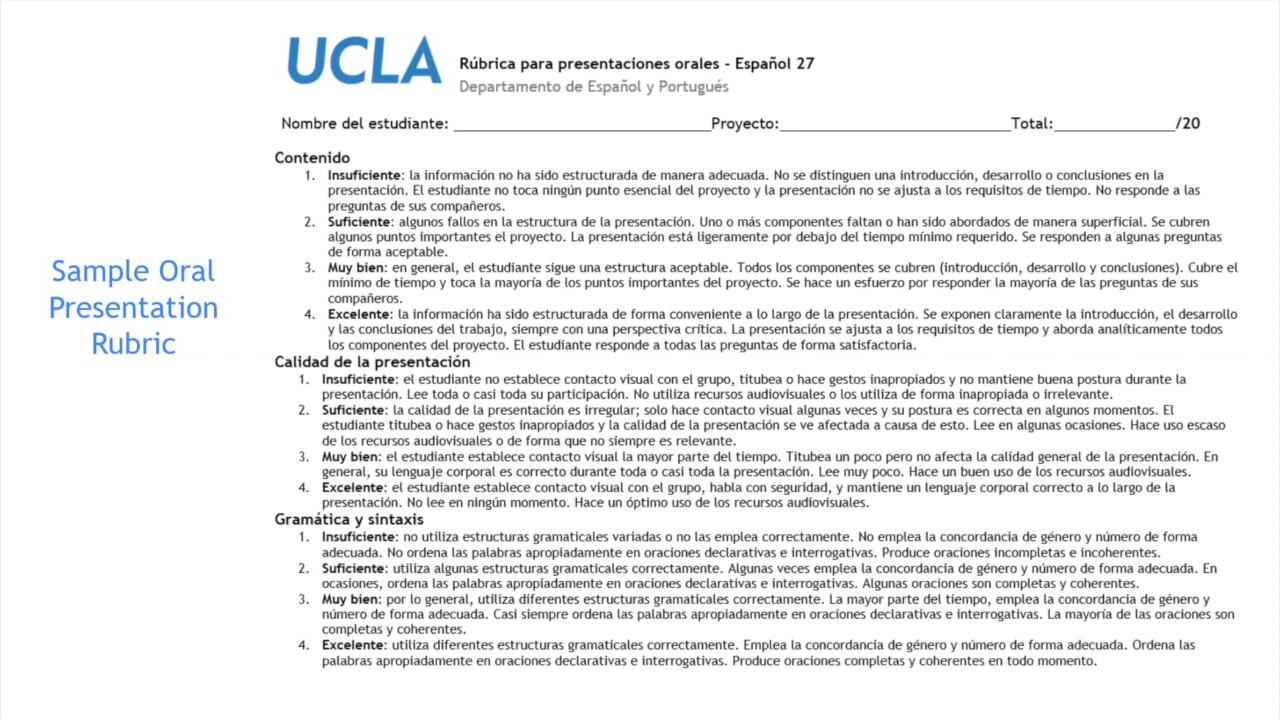 UCLA
Rúbrica para presentaciones orales - Español 27
Departamento de Español y Portugués
Nombre del estudiante: ______________________________Proyecto:___________________________Total:______________/20
Sample Oral
Presentation
Rubric
Contenido
1. Insuficiente: la información no ha sido estructurada de manera adecuada. No se distinguen una introducción, desarrollo o conclusiones en la
presentación. El estudiante no toca ningún punto esencial del proyecto y la presentación no se ajusta a los requisitos de tiempo. No responde a las
preguntas de sus compañeros.
2. Suficiente: algunos fallos en la estructura de la presentación. Uno o más componentes faltan o han sido abordados de manera superficial. Se cubren
algunos puntos importantes el proyecto. La presentación está ligeramente por debajo del tiempo mínimo requerido. Se responden a algunas preguntas
de forma aceptable.
3. Muy bien: en general, el estudiante sigue una estructura aceptable. Todos los componentes se cubren (introducción, desarrollo y conclusiones). Cubre el
mínimo de tiempo y toca la mayoría de los puntos importantes del proyecto. Se hace un esfuerzo por responder la mayoría de las preguntas de sus
compañeros.
4. Excelente: la información ha sido estructurada de forma conveniente a lo largo de la presentación. Se exponen claramente la introducción, el desarrollo
y las conclusiones del trabajo, siempre con una perspectiva crítica. La presentación se ajusta a los requisitos de tiempo y aborda analíticamente todos
los componentes del proyecto. El estudiante responde a todas las preguntas de forma satisfactoria.
Calidad de la presentación
1. Insuficiente: el estudiante no establece contacto visual con el grupo, titubea o hace gestos inapropiados y no mantiene buena postura durante la
presentación. Lee toda o casi toda su participación. No utiliza recursos audiovisuales o los utiliza de forma inapropiada o irrelevante.
2. Suficiente: la calidad de la presentación es irregular; solo hace contacto visual algunas veces y su postura es correcta en algunos momentos. El
estudiante titubea o hace gestos inapropiados y la calidad de la presentación se ve afectada a causa de esto. Lee en algunas ocasiones. Hace uso escaso
de los recursos audiovisuales o de forma que no siempre es relevante.
3. Muy bien: el estudiante establece contacto visual la mayor parte del tiempo. Titubea un poco pero no afecta la calidad general de la presentación. En
general, su lenguaje corporal es correcto durante toda o casi toda la presentación. Lee muy poco. Hace un buen uso de los recursos audiovisuales.
4. Excelente: el estudiante establece contacto visual con el grupo, habla con seguridad, y mantiene un lenguaje corporal correcto a lo largo de la
presentación. No lee en ningún momento. Hace un óptimo uso de los recursos audiovisuales.
Gramática y sintaxis
1. Insuficiente: no utiliza estructuras gramaticales variadas o no las emplea correctamente. No emplea la concordancia de género y número de forma
adecuada. No ordena las palabras apropiadamente en oraciones declarativas e interrogativas. Produce oraciones incompletas e incoherentes.
2. Suficiente: utiliza algunas estructuras gramaticales correctamente. Algunas veces emplea la concordancia de género y número de forma adecuada. En
ocasiones, ordena las palabras apropiadamente en oraciones declarativas e interrogativas. Algunas oraciones son completas y coherentes.
3. Muy bien: por lo general, utiliza diferentes estructuras gramaticales correctamente. La mayor parte del tiempo, emplea la concordancia de género y
número de forma adecuada. Casi siempre ordena las palabras apropiadamente en oraciones declarativas e interrogativas. La mayoría de las oraciones son
completas y coherentes.
4. Excelente: utiliza diferentes estructuras gramaticales correctamente. Emplea la concordancia de género y número de forma adecuada. Ordena las
palabras apropiadamente en oraciones declarativas e interrogativas. Produce oraciones completas y coherentes en todo momento.